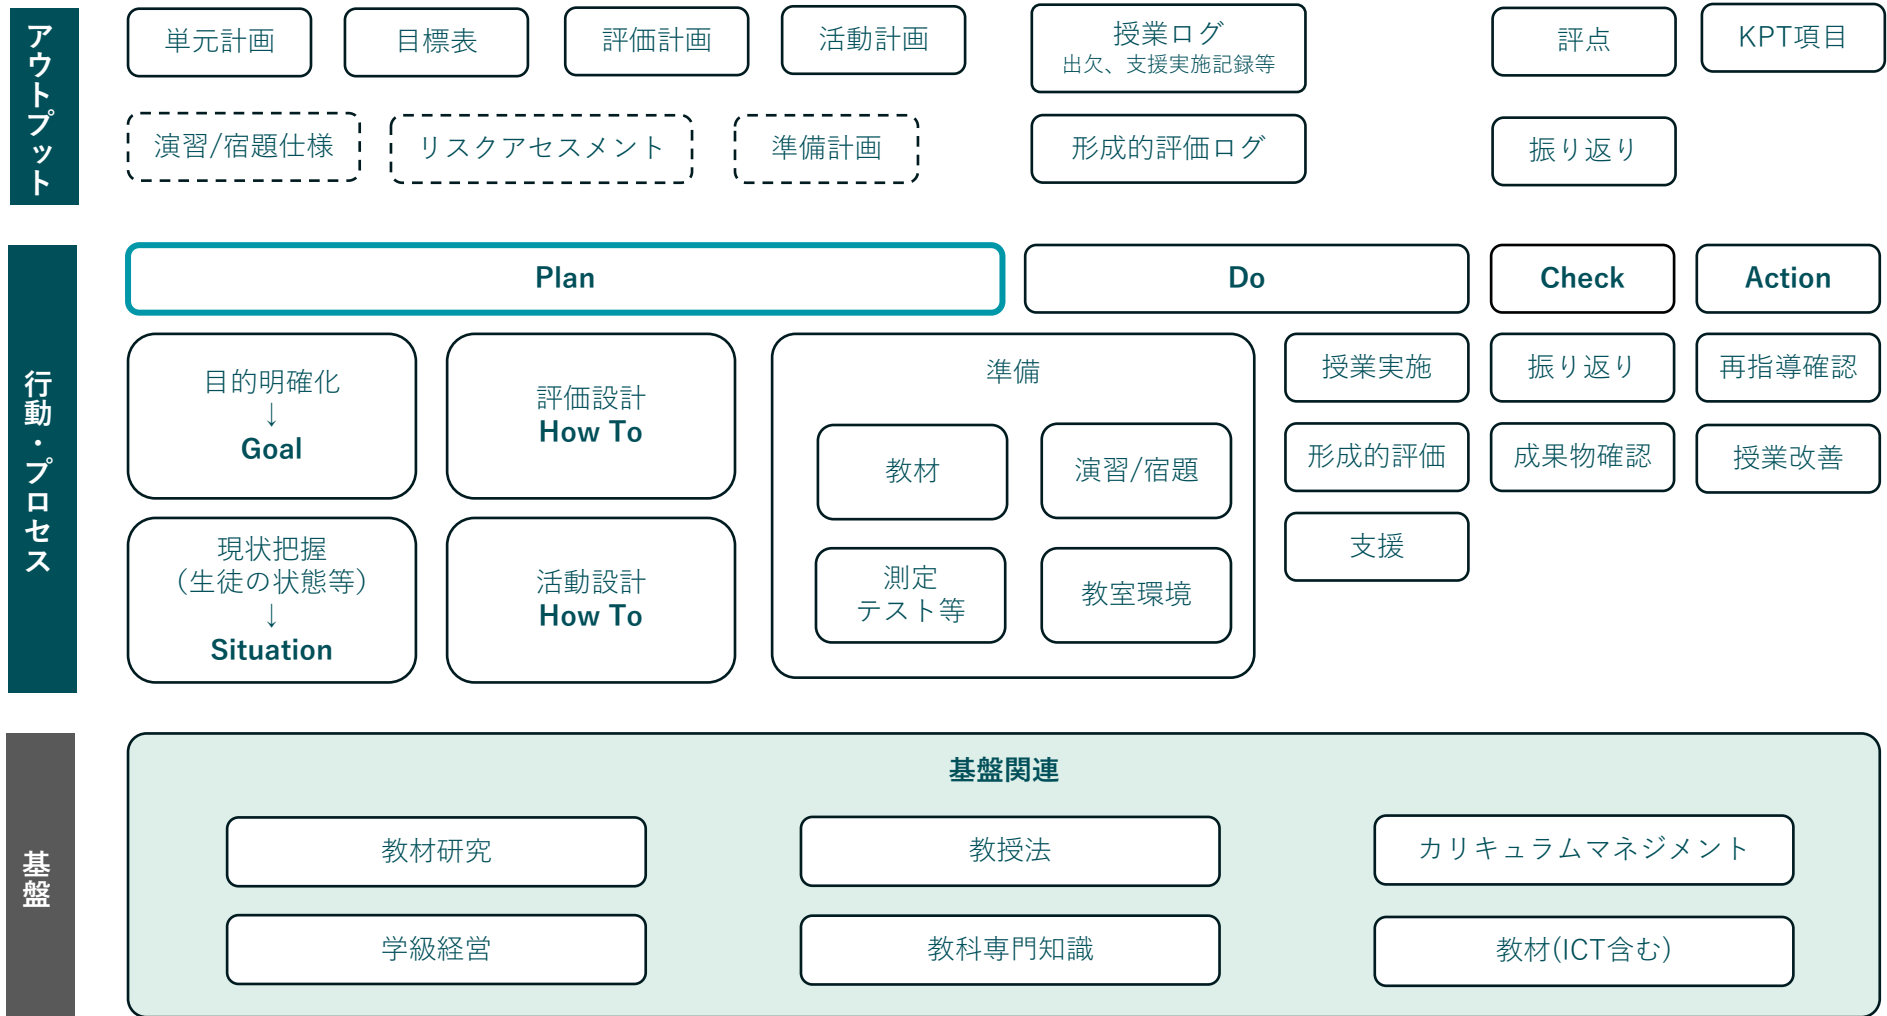 アウトプット
単元計画
目標表
評価計画
活動計画
授業ログ
出欠、支援実施記録等
評点
KPT項目
演習/宿題仕様
リスクアセスメント
準備計画
形成的評価ログ
振り返り
行動・プロセス
Plan
Do
Check
Action
目的明確化
↓
Goal
評価設計
How To
現状把握
（生徒の状態等）
↓
Situation
活動設計
How To
準備
教材
演習/宿題
測定
テスト等
教室環境
授業実施
形成的評価
支援
振り返り
成果物確認
再指導確認
授業改善
基盤
基盤関連
教材研究
教授法
カリキュラムマネジメント
学級経営
教科専門知識
教材(ICT含む)